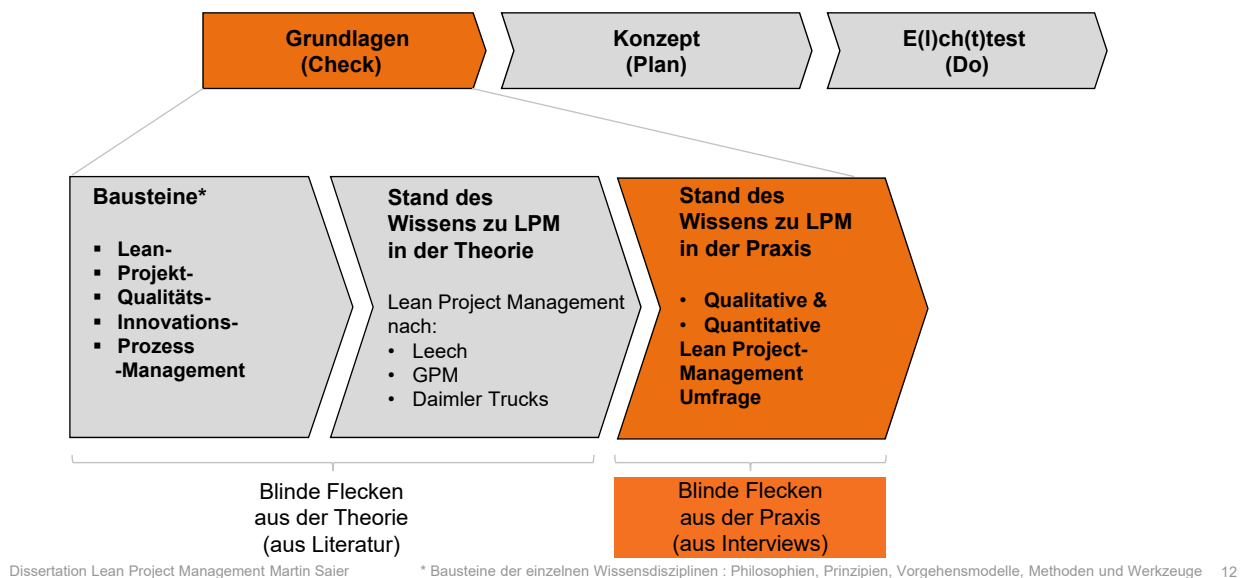 Grundlagen
(Check)
Konzept
(Plan)
E(l)ch(t)test
(Do)
Bausteine*
▪ Lean-
▪ Projekt-
▪ Qualitäts-
▪ Innovations-
▪ Prozess
-Management
Stand des
Wissens zu LPM
in der Theorie
Lean Project Management
nach:
• Leech
• GPM
• Daimler Trucks
Stand des
Wissens zu LPM
in der Praxis
• Qualitative &
• Quantitative
Lean Project-
Management
Umfrage
Blinde Flecken
aus der Theorie
(aus Literatur)
Blinde Flecken
aus der Praxis
(aus Interviews)
Dissertation Lean Project Management Martin Saier
* Bausteine der einzelnen Wissensdisziplinen : Philosophien, Prinzipien, Vorgehensmodelle, Methoden und Werkzeuge
12